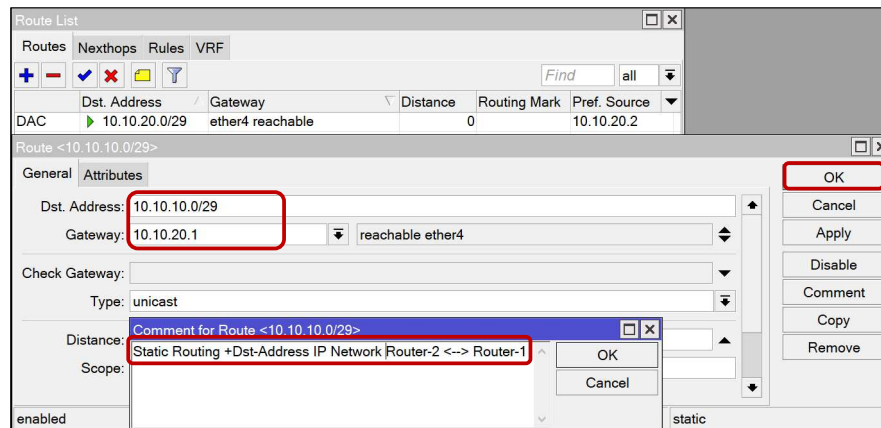 Route List
Routes Nexthops Rules VRF
Find all
Dst. Address Gateway Distance Routing Mark Pref. Source
DAC 10.10.20.0/29 ether4 reachable 0 10.10.20.2
Route <10.10.10.0/29>
General Attributes
OK
Dst. Address: 10.10.10.0/29
Cancel
Gateway: 10.10.20.1 reachable ether4
Apply
Check Gateway:
Disable
Type: unicast
Comment
Copy
Comment for Route <10.10.10.0/29>
Distance:
Remove
Static Routing +Dst-Address IP Network Router-2 <--> Router-1
OK
Scope:
Cancel
enabled static